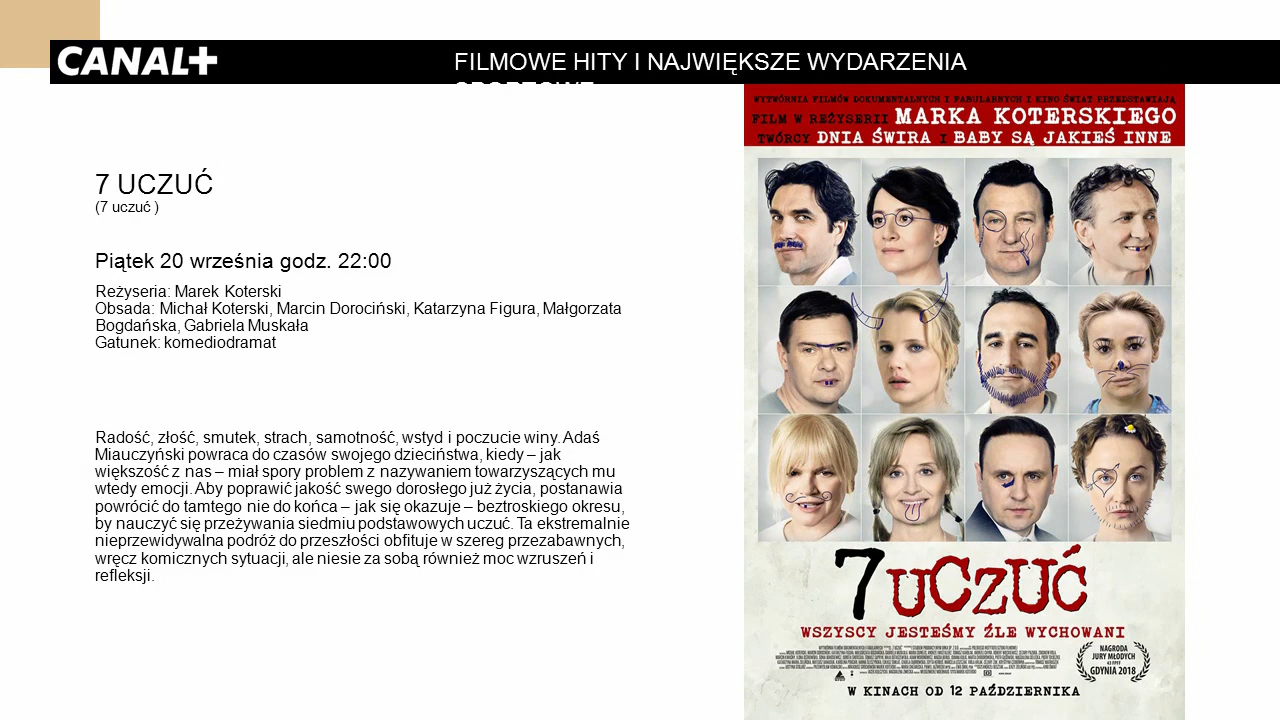 CANAL+
FILMOWE HITY I NAJWIĘKSZE WYDARZENIA
7 UCZUĆ
(7 uczuć )
Piątek 20 września godz. 22:00
Reżyseria: Marek Koterski
Obsada: Michał Koterski, Marcin Dorociński, Katarzyna Figura, Małgorzata
Bogdańska, Gabriela Muskała
Gatunek: komediodramat
Radość, złość, smutek, strach, samotność, wstyd i poczucie winy. Adaś
Miauczyński powraca do czasów swojego dzieciństwa, kiedy – jak
większość z nas – miał spory problem z nazywaniem towarzyszących mu
wtedy emocji. Aby poprawić jakość swego dorosłego już życia, postanawia
powrócić do tamtego nie do końca – jak się okazuje – beztroskiego okresu,
by nauczyć się przeżywania siedmiu podstawowych uczuć. Ta ekstremalnie
nieprzewidywalna podróż do przeszłości obfituje w szereg przezabawnych,
wręcz komicznych sytuacji, ale niesie za sobą również moc wzruszeń i
refleksji.
WYTWÓRNIA FILMÓW DOKUMENTALNYCH I FABULARNYCH I KINO ŚWIAT PRZEDSTAWIAJĄ
FILM W REŻYSERII MARKA KOTERSKIEGO
TWÓRCY DNIA ŚWIRA I BABY SĄ JAKIEŚ INNE
7 UCZUĆ
WSZYSCY JESTEŚMY ŹLE WYCHOWANI
NAGRODA
JURY MŁODYCH
43 FPFF
GDYNIA 2018
W KINACH OD 12 PAŹDZIERNIKA